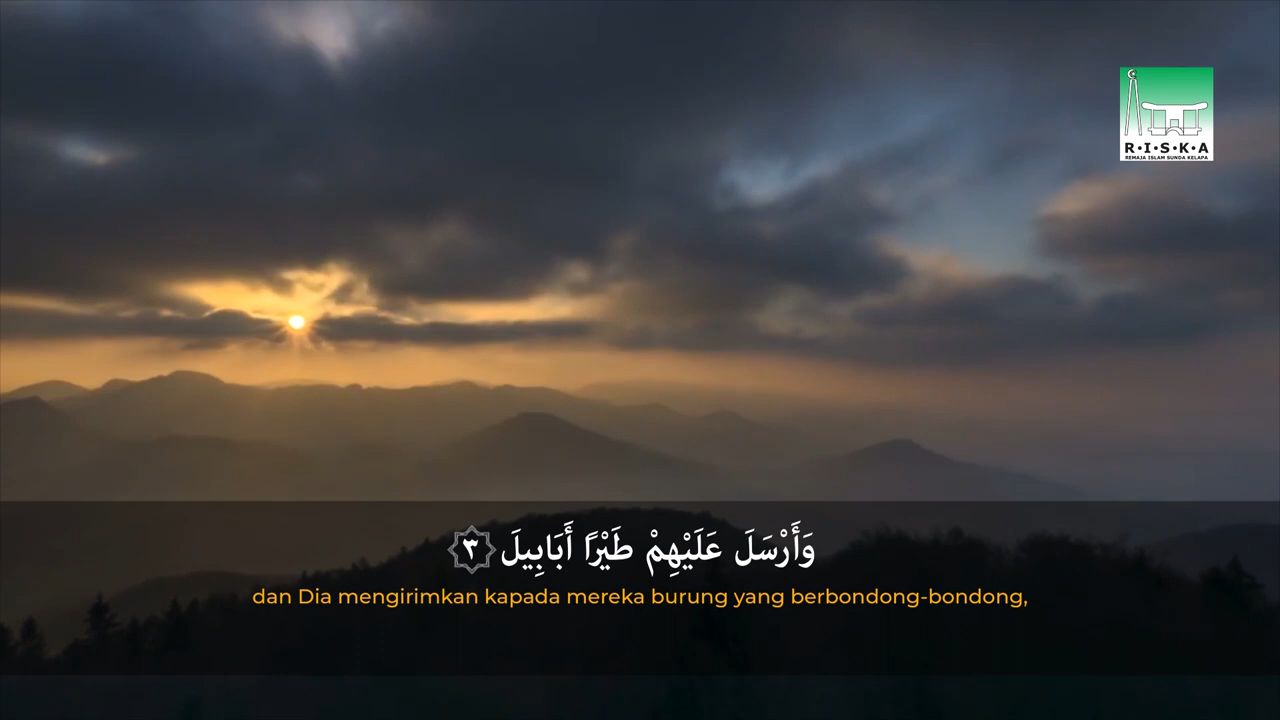 R•I•S•K•A
REMAJA ISLAM SUNDA KELAPA
وَأَرْسَلَ عَلَيْهِمْ طَيْرًا أَبَابِيلَ ٣
dan Dia mengirimkan kapada mereka burung yang berbondong-bondong,